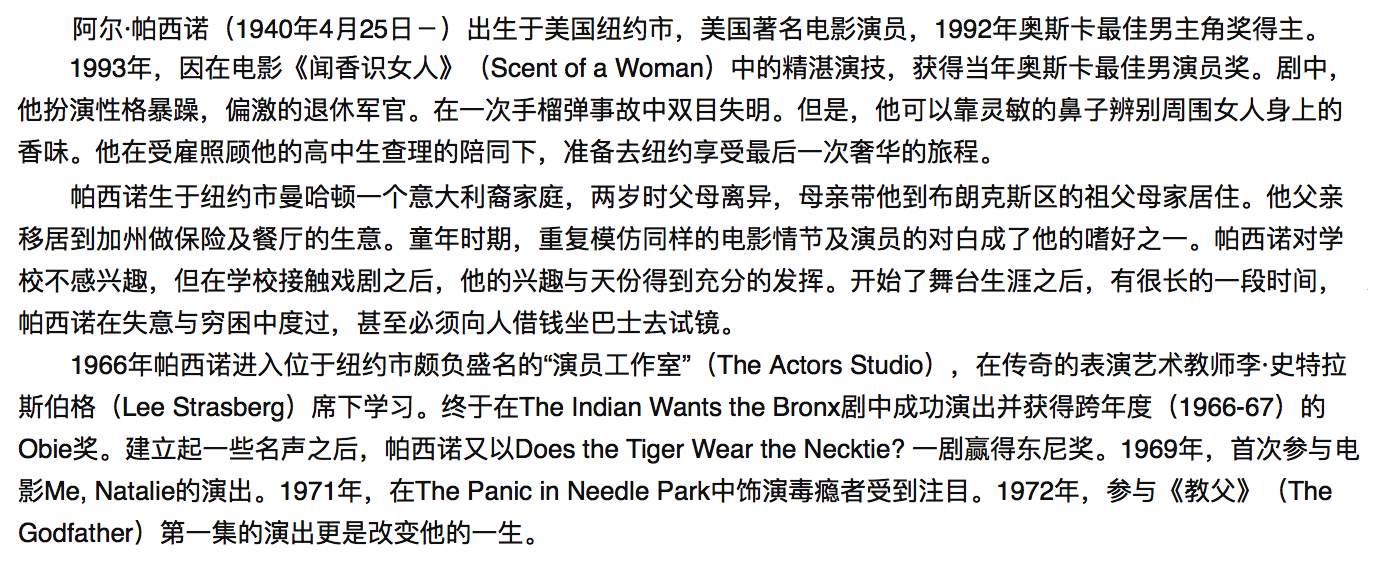 阿尔·帕西诺（1940年4月25日－）出生于美国纽约市，美国著名电影演员，1992年奥斯卡最佳男主角奖得主。
1993年，因在电影《闻香识女人》（Scent of a Woman）中的精湛演技，获得当年奥斯卡最佳男演员奖。剧中，
他扮演性格暴躁，偏激的退休军官。在一次手榴弹事故中双目失明。但是，他可以靠灵敏的鼻子辨别周围女人身上的
香味。他在受雇照顾他的高中生查理的陪同下，准备去纽约享受最后一次奢华的旅程。
帕西诺生于纽约市曼哈顿一个意大利裔家庭，两岁时父母离异，母亲带他到布朗克斯区的祖父母家居住。他父亲
移居到加州做保险及餐厅的生意。童年时期，重复模仿同样的电影情节及演员的对白成了他的嗜好之一。帕西诺对学
校不感兴趣，但在学校接触戏剧之后，他的兴趣与天份得到充分的发挥。开始了舞台生涯之后，有很长的一段时间，
帕西诺在失意与穷困中度过，甚至必须向人借钱坐巴士去试镜。
1966年帕西诺进入位于纽约市颇负盛名的“演员工作室”（The Actors Studio），在传奇的表演艺术教师李·史特拉
斯伯格（Lee Strasberg）席下学习。终于在The Indian Wants the Bronx剧中成功演出并获得跨年度（1966-67）的
Obie奖。建立起一些名声之后，帕西诺又以Does the Tiger Wear the Necktie? 一剧赢得东尼奖。1969年，首次参与电
影Me, Natalie的演出。1971年，在The Panic in Needle Park中饰演毒瘾者受到注目。1972年，参与《教父》（The
Godfather）第一集的演出更是改变他的一生。